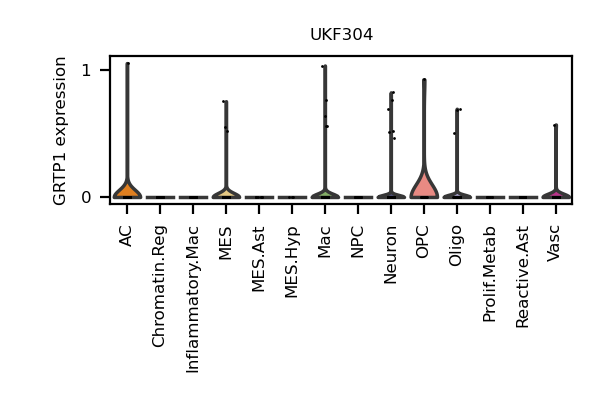 UKF304
GRTP1 expression
1
0
AC
Chromatin.Reg
Inflammatory.Mac
MES
MES.Ast
MES.Hyp
Mac
NPC
Neuron
OPC
Oligo
Prolif.Metab
Reactive.Ast
Vasc